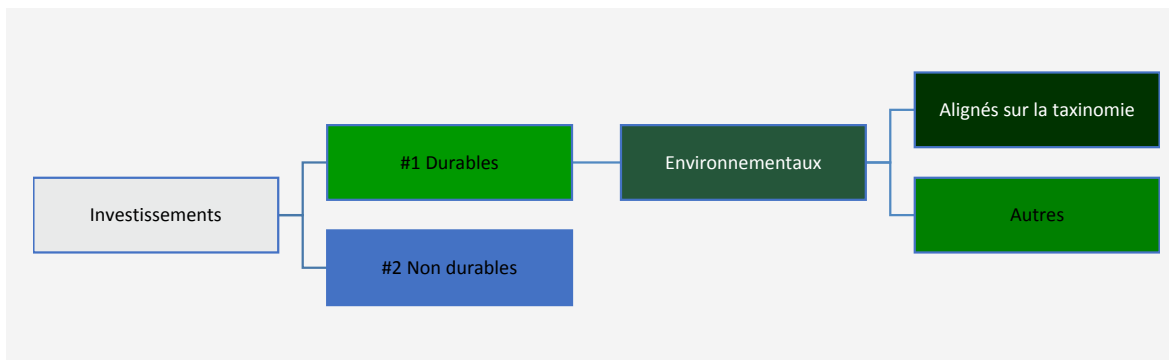 Investissements
#1 Durables
#2 Non durables
Environnementaux
Alignés sur la taxinomie
Autres